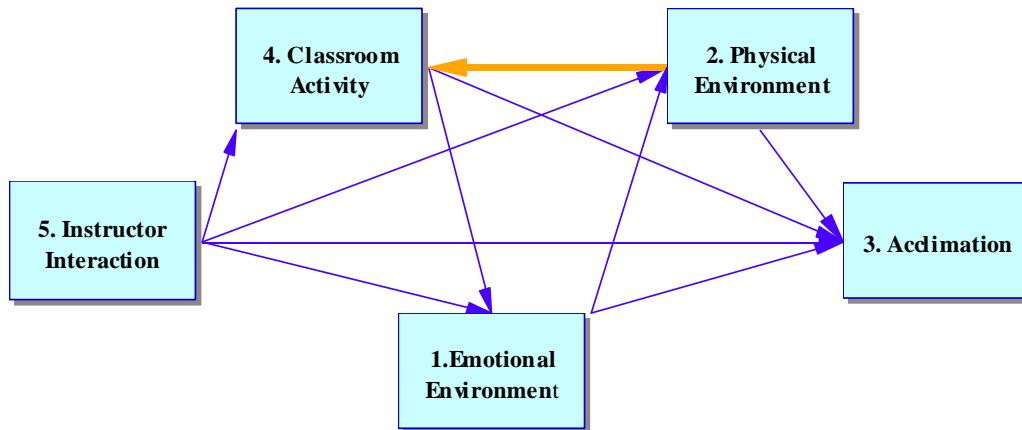 4. Classroom
Activity
2. Physical
Environment
5. Instructor
Interaction
3. Acclimation
1.Emotional
Environment